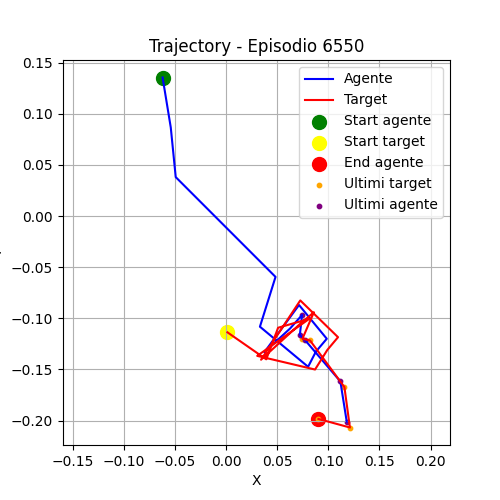 Trajectory - Episodio 6550
Agente
Target
Start agente
Start target
End agente
Ultimi target
Ultimi agente
0.15
0.10
0.05
0.00
−0.05
−0.10
−0.15
−0.20
−0.15
−0.10
−0.05
0.00
0.05
0.10
0.15
0.20
X